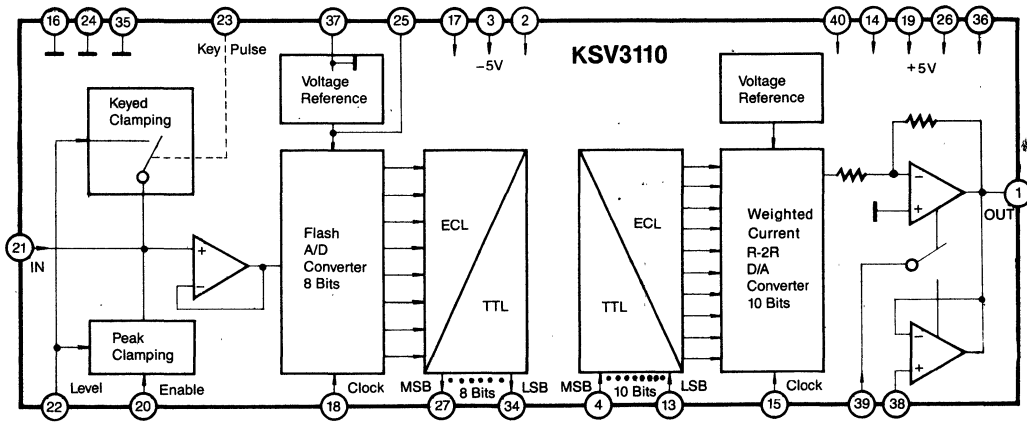 16 24 35 23 37 25 17 3 2 40 14 19 26 36
Key Pulse
-5V
KSV3110
+5V
Keyed
Clamping
Voltage
Reference
Voltage
Reference
ECL
TTL
ECL
TTL
Flash
A/D
Converter
8 Bits
Weighted
Current
R-2R
D/A
Converter
10 Bits
+
-
-
+
-
+
1
OUT
21
IN
Peak
Clamping
Level
Enable
Clock
MSB
8 Bits
LSB
MSB
10 Bits
LSB
Clock
22 20 18 27 34 4 13 15 39 38